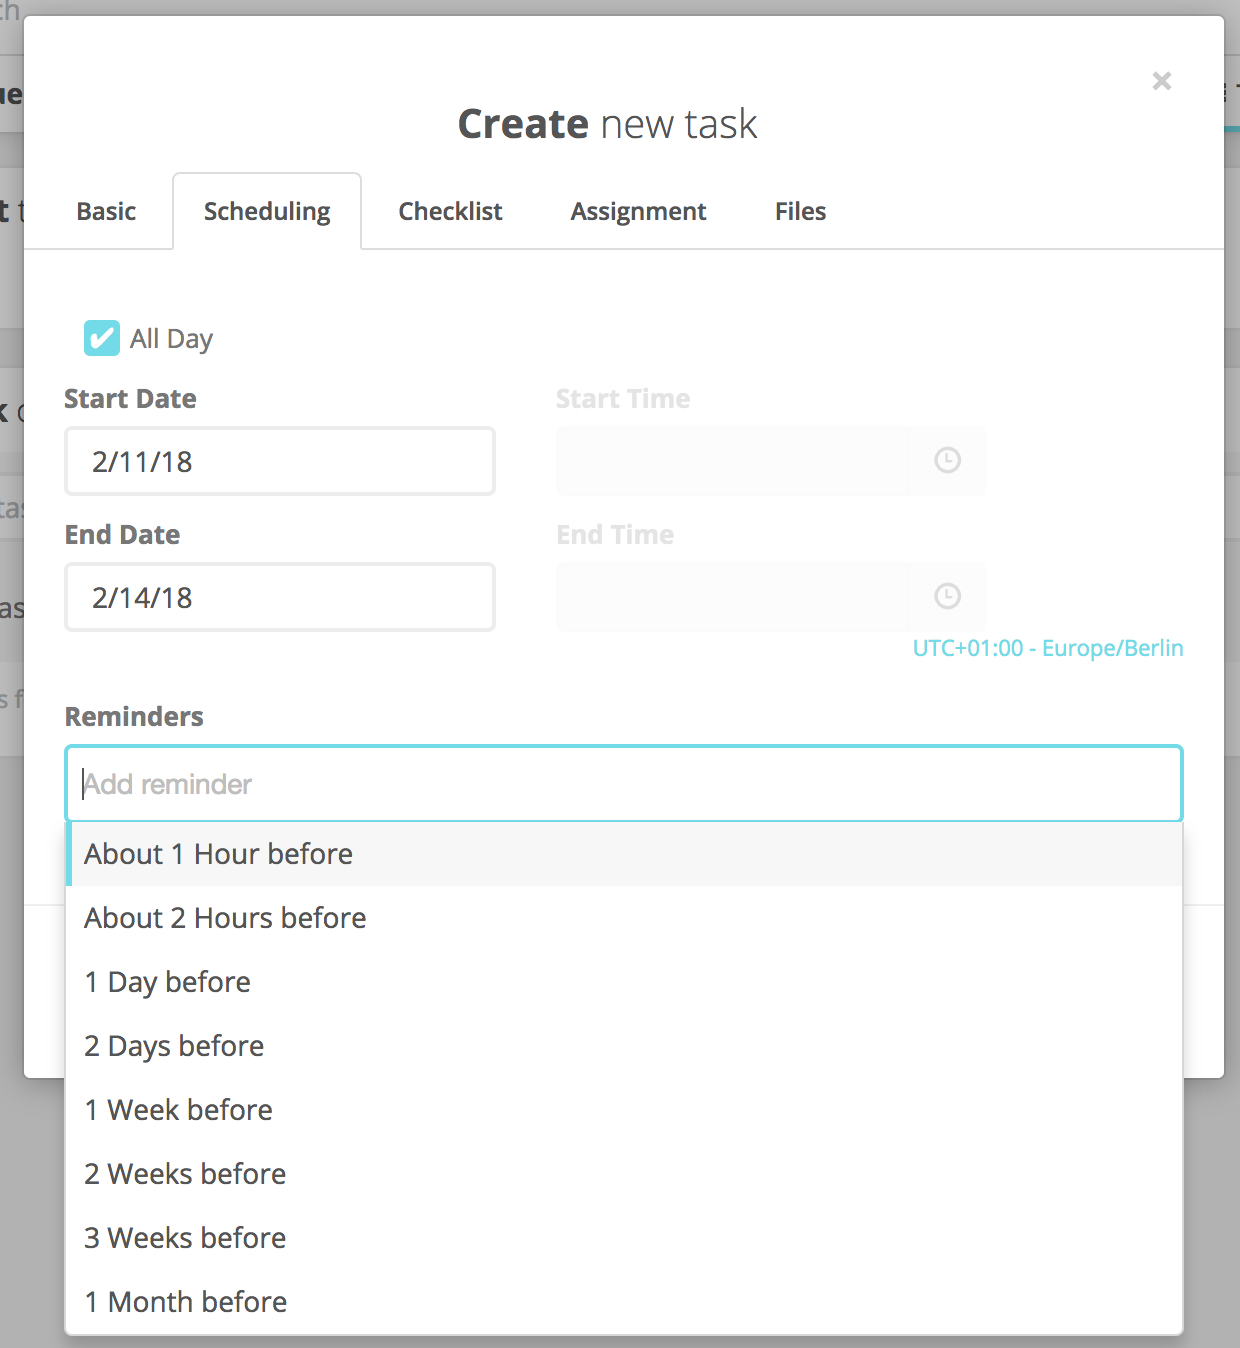 Create new task
Basic Scheduling Checklist Assignment Files
All Day
Start Date Start Time
2/11/18
End Date End Time
2/14/18
UTC+01:00 - Europe/Berlin
Reminders
Add reminder
About 1 Hour before
About 2 Hours before
1 Day before
2 Days before
1 Week before
2 Weeks before
3 Weeks before
1 Month before